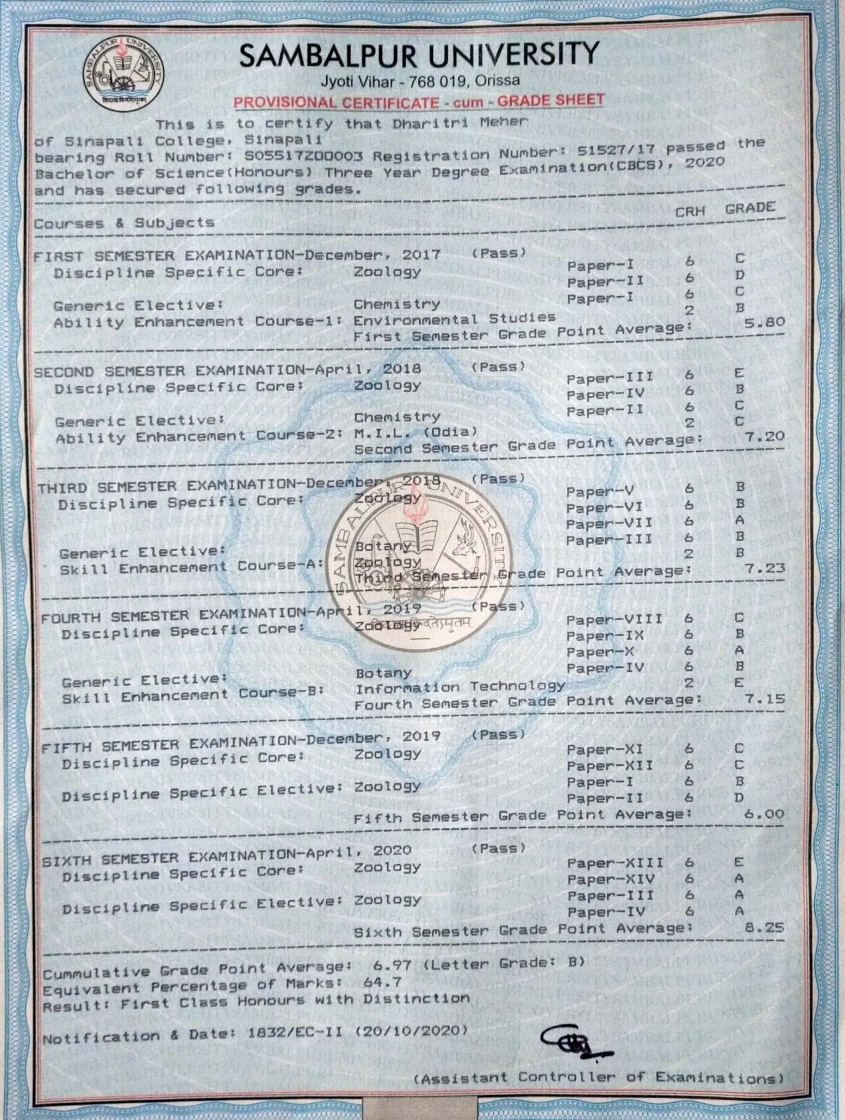 SAMBALPUR UNIVERSITY
SAMBALPUR UNIVERSITY
Jyoti Vihar - 768 019, Orissa
PROVISIONAL CERTIFICATE - cum - GRADE SHEET
This is to certify that Dharitri Meher
of Sinapali College, Sinapali
bearing Roll Number: S05517Z00003 Registration Number: 51527/17 passed the
Bachelor of Science(Honours) Three Year Degree Examination(CBCS), 2020
and has secured following grades.
Courses & Subjects CRH GRADE
FIRST SEMESTER EXAMINATION-December, 2017 (Pass)
Discipline Specific Core: Zoology Paper-I 6 C
Paper-II 6 D
Generic Elective: Chemistry Paper-I 6 C
Ability Enhancement Course-1: Environmental Studies 2 B
First Semester Grade Point Average: 5.80
SECOND SEMESTER EXAMINATION-April, 2018 (Pass)
Discipline Specific Core: Zoology Paper-III 6 E
Paper-IV 6 B
Generic Elective: Chemistry Paper-II 6 C
Ability Enhancement Course-2: M.I.L. (Odia) 2 C
Second Semester Grade Point Average: 7.20
THIRD SEMESTER EXAMINATION-December, 2018 (Pass)
Discipline Specific Core: Zoology Paper-V 6 B
Paper-VI 6 B
Paper-VII 6 A
Generic Elective: Botany Paper-III 6 B
Skill Enhancement Course-A: Zoology 2 B
Third Semester Grade Point Average: 7.23
SAMBALPUR UNIVERSITY
FOURTH SEMESTER EXAMINATION-April, 2019 (Pass)
Discipline Specific Core: Zoology Paper-VIII 6 C
Paper-IX 6 B
Paper-X 6 A
Generic Elective: Botany Paper-IV 6 B
Skill Enhancement Course-B: Information Technology 2 E
Fourth Semester Grade Point Average: 7.15
FIFTH SEMESTER EXAMINATION-December, 2019 (Pass)
Discipline Specific Core: Zoology Paper-XI 6 C
Paper-XII 6 C
Discipline Specific Elective: Zoology Paper-I 6 B
Paper-II 6 D
Fifth Semester Grade Point Average: 6.00
SIXTH SEMESTER EXAMINATION-April, 2020 (Pass)
Discipline Specific Core: Zoology Paper-XIII 6 E
Paper-XIV 6 A
Discipline Specific Elective: Zoology Paper-III 6 A
Paper-IV 6 A
Sixth Semester Grade Point Average: 8.25
Cummulative Grade Point Average: 6.97 (Letter Grade: B)
Equivalent Percentage of Marks: 64.7
Result: First Class Honours with Distinction
Notification & Date: 1832/EC-II (20/10/2020)
(Assistant Controller of Examinations)